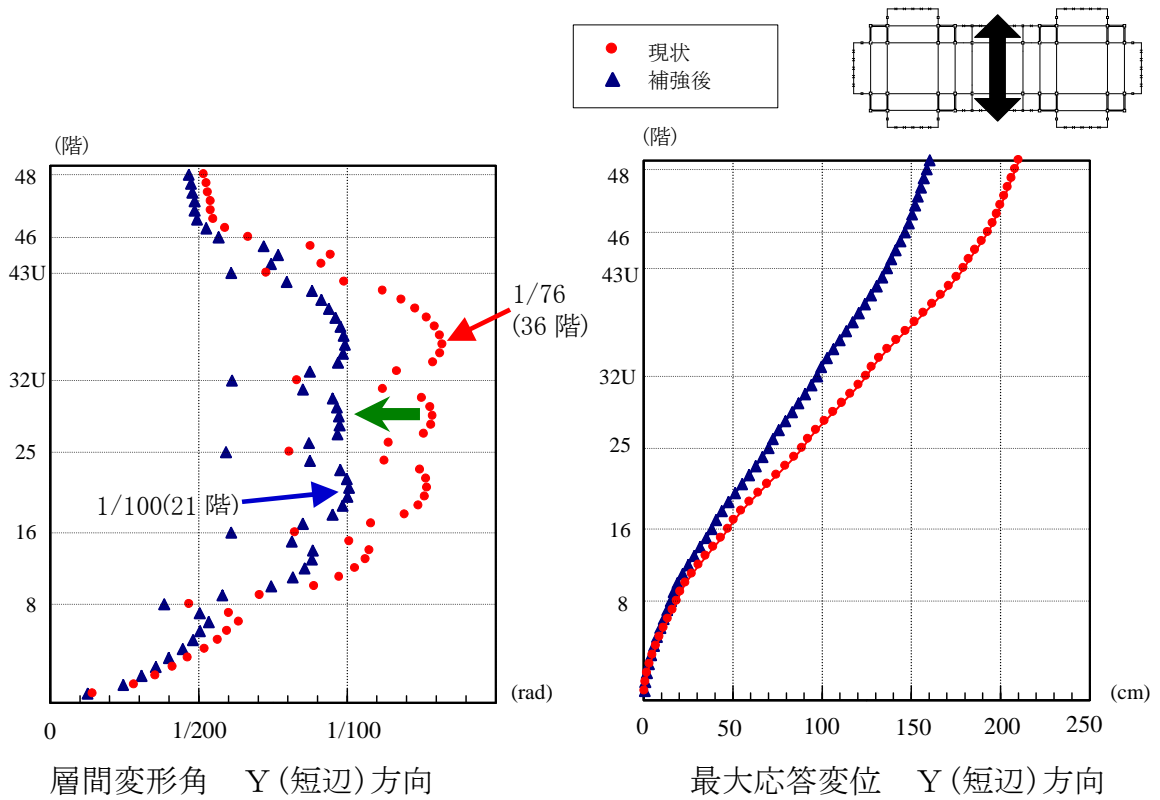 現状
補強後
(階)
48
46
43U
32U
25
16
8
0
1/200
1/100
(rad)
1/76
(36 階)
1/100(21 階)
層間変形角 Y (短辺) 方向
(階)
48
46
43U
32U
25
16
8
0
50
100
150
200
250
(cm)
最大応答変位 Y (短辺) 方向